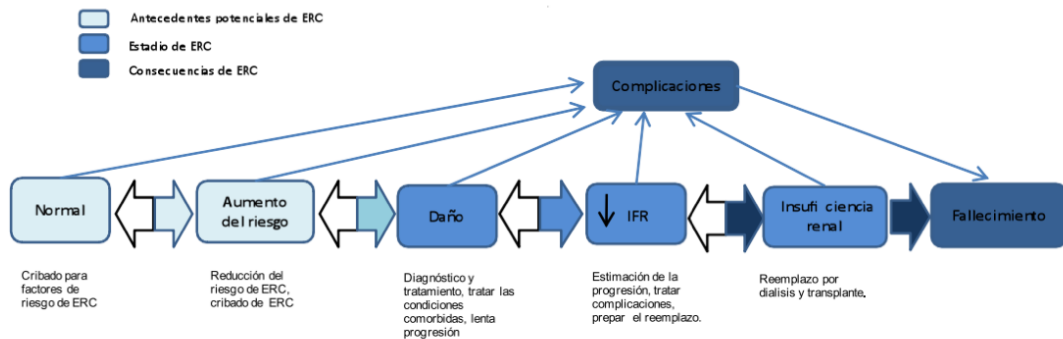 Antecedentes potenciales de ERC
Estadio de ERC
Consecuencias de ERC
Complicaciones
Normal
Aumento
del riesgo
Daño
IFR
Insufi ciencia
renal
Fallecimiento
Cribado para
factores de
riesgo de ERC
Reducción del
riesgo de ERC,
cribado de ERC
Diagnóstico y
tratamiento, tratar las
condiciones
comorbidas, lenta
progresión
Estimación de la
progresión, tratar
complicaciones,
prepar el reemplazo.
Reemplazo por
dialisis y transplante.